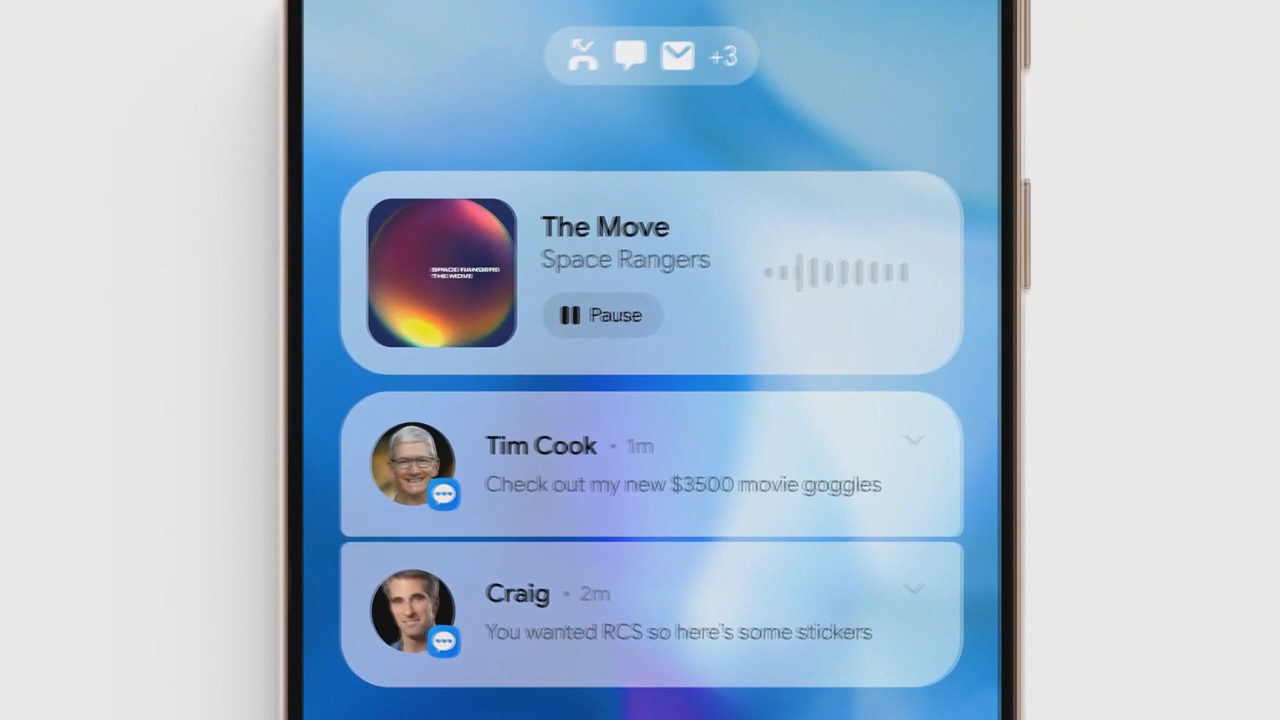 +3
The Move
Space Rangers
SPACE RANGERS
THE MOVE
Pause
Tim Cook · 1m
Check out my new $3500 movie goggles
Craig · 2m
You wanted RCS so here's some stickers